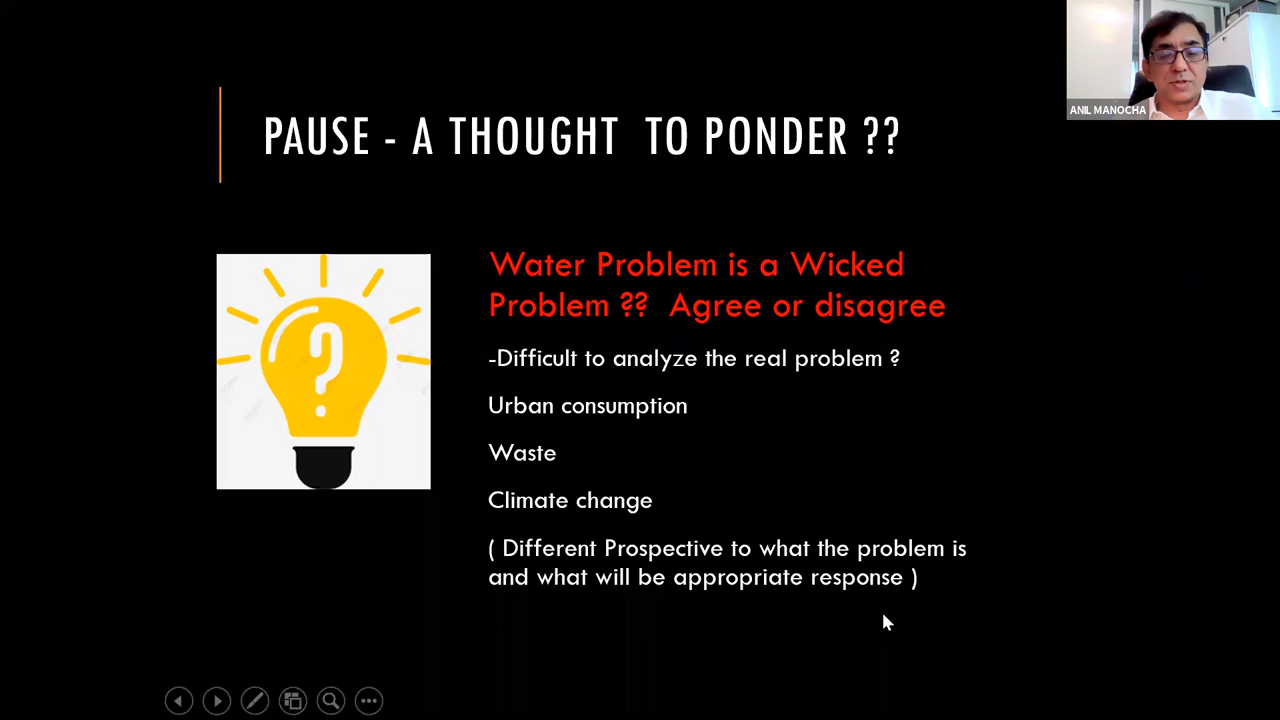 PAUSE - A THOUGHT TO PONDER ??
ANIL MANOCHA
Water Problem is a Wicked
Problem ?? Agree or disagree
-Difficult to analyze the real problem ?
Urban consumption
Waste
Climate change
( Different Prospective to what the problem is
and what will be appropriate response )